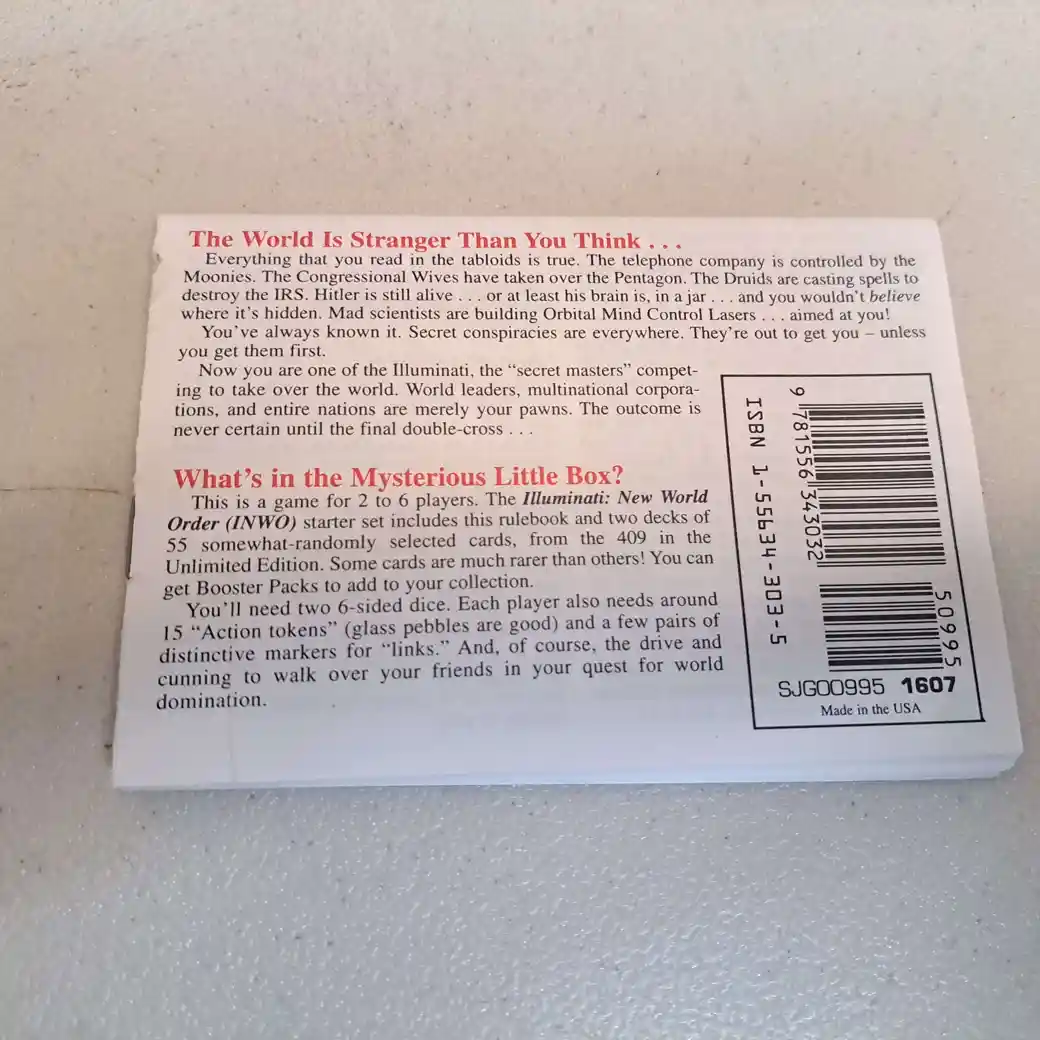 The World Is Stranger Than You Think . . .
Everything that you read in the tabloids is true. The telephone company is controlled by the
Moonies. The Congressional Wives have taken over the Pentagon. The Druids are casting spells to
destroy the IRS. Hitler is still alive . . . or at least his brain is, in a jar . . . and you wouldn't believe
where it's hidden. Mad scientists are building Orbital Mind Control Lasers . . . aimed at you!
You've always known it. Secret conspiracies are everywhere. They're out to get you – unless
you get them first.
Now you are one of the Illuminati, the “secret masters” compet-
ing to take over the world. World leaders, multinational corpora-
tions, and entire nations are merely your pawns. The outcome is
never certain until the final double-cross . . .
What's in the Mysterious Little Box?
This is a game for 2 to 6 players. The Illuminati: New World
Order (INWO) starter set includes this rulebook and two decks of
55 somewhat-randomly selected cards, from the 409 in the
Unlimited Edition. Some cards are much rarer than others! You can
get Booster Packs to add to your collection.
You'll need two 6-sided dice. Each player also needs around
15 “Action tokens” (glass pebbles are good) and a few pairs of
distinctive markers for “links.” And, of course, the drive and
cunning to walk over your friends in your quest for world
domination.
ISBN 1-55634-303-5
9 781556 343032
50995
SJG00995 1607
Made in the USA